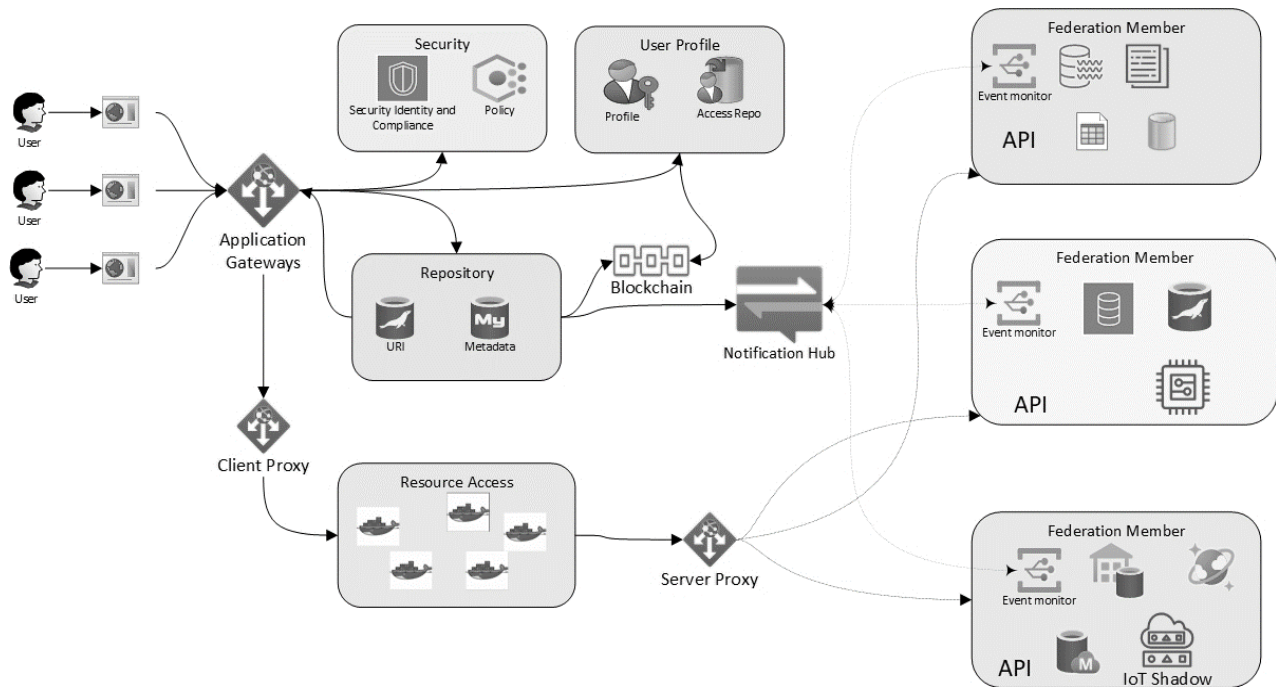 Security
Security Identity and
Compliance
Policy
User Profile
Profile
Access Repo
Federation Member
Event monitor
API
User
User
User
Application
Gateways
Repository
URI
My
Metadata
Blockchain
Notification Hub
Federation Member
Event monitor
API
Client Proxy
Resource Access
Server Proxy
Federation Member
Event monitor
M
API
IoT Shadow